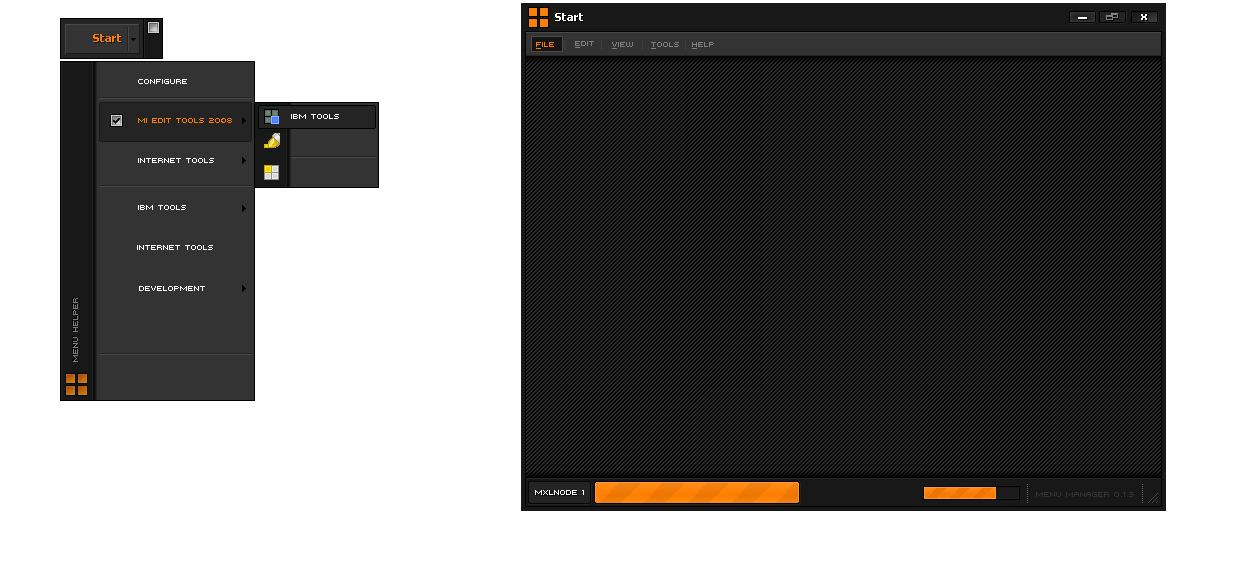 Start
CONFIGURE
MI EDIT TOOLS 2008
INTERNET TOOLS
IBM TOOLS
INTERNET TOOLS
DEVELOPMENT
MENU HELPER
IBM TOOLS
Start
FILE EDIT VIEW TOOLS HELP
MXLNODE 1
MENU MANAGER 0.1.3